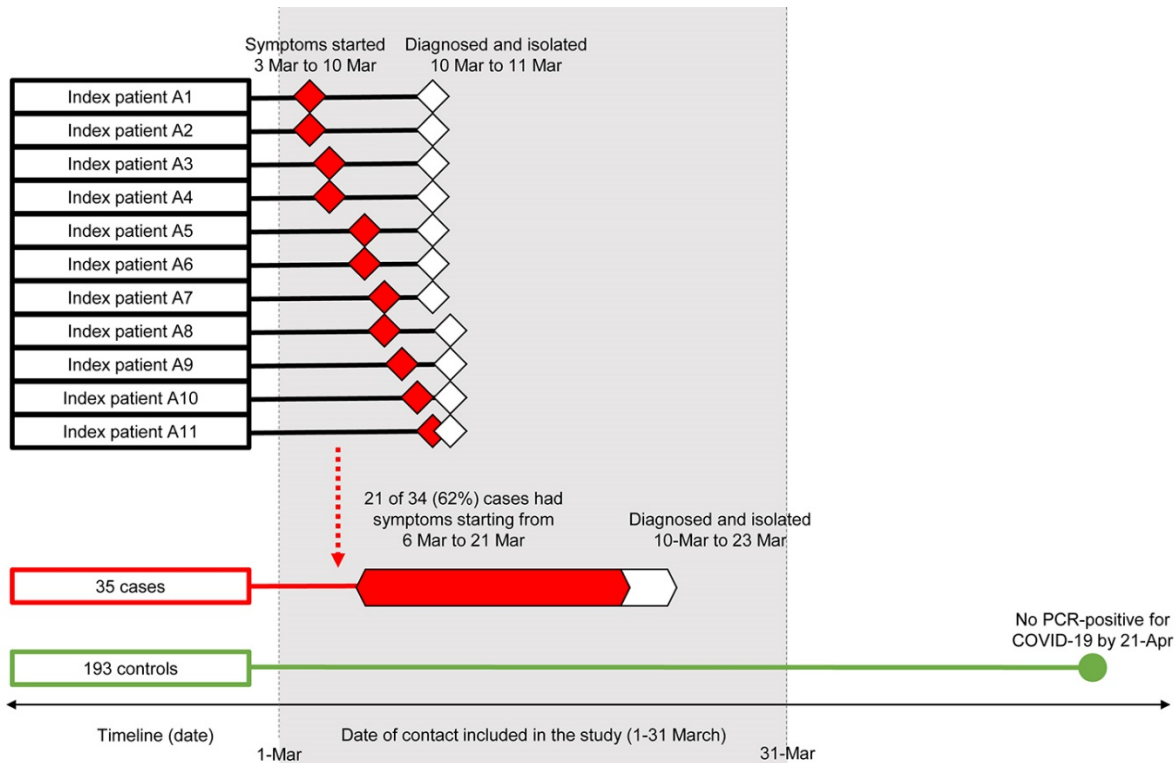 Symptoms started
3 Mar to 10 Mar
Diagnosed and isolated
10 Mar to 11 Mar
Index patient A1
Index patient A2
Index patient A3
Index patient A4
Index patient A5
Index patient A6
Index patient A7
Index patient A8
Index patient A9
Index patient A10
Index patient A11
21 of 34 (62%) cases had
symptoms starting from
6 Mar to 21 Mar
Diagnosed and isolated
10-Mar to 23 Mar
35 cases
No PCR-positive for
COVID-19 by 21-Apr
193 controls
Timeline (date)
Date of contact included in the study (1-31 March)
1-Mar
31-Mar